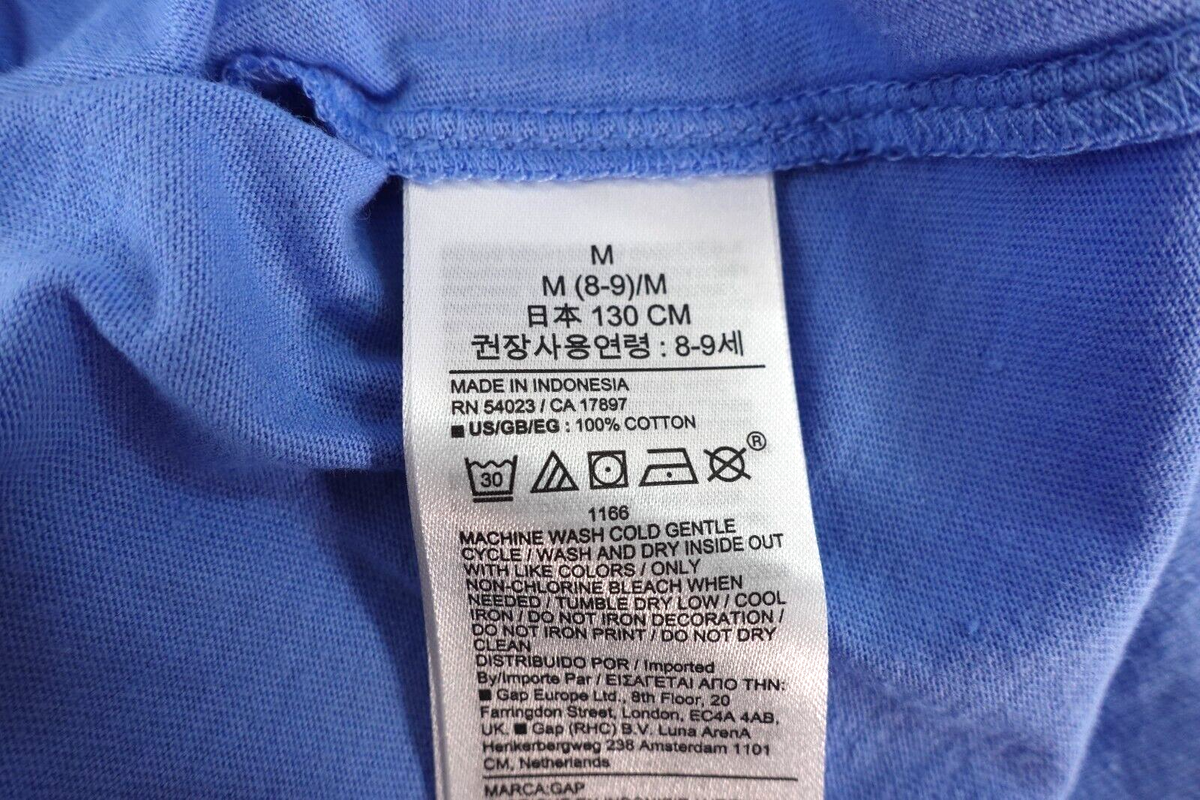 M
M (8-9)/M
日本 130 CM
권장사용연령 : 8-9세
MADE IN INDONESIA
RN 54023 / CA 17897
■ US/GB/EG : 100% COTTON
30
®
1166
MACHINE WASH COLD GENTLE
CYCLE / WASH AND DRY INSIDE OUT
WITH LIKE COLORS / ONLY
NON-CHLORINE BLEACH WHEN
NEEDED / TUMBLE DRY LOW / COOL
IRON / DO NOT IRON DECORATION /
DO NOT IRON PRINT / DO NOT DRY
CLEAN
DISTRIBUIDO POR / Imported
By/Importe Par / ΕΙΣΑΓΕΤΑΙ ΑΠΟ ΤΗΝ:
■ Gap Europe Ltd., 8th Floor, 20
Farringdon Street, London, EC4A 4AB,
UK. ■ Gap (RHC) B.V. Luna ArenA
Herikerbergweg 238 Amsterdam 1101
CM, Netherlands
MARCA:GAP